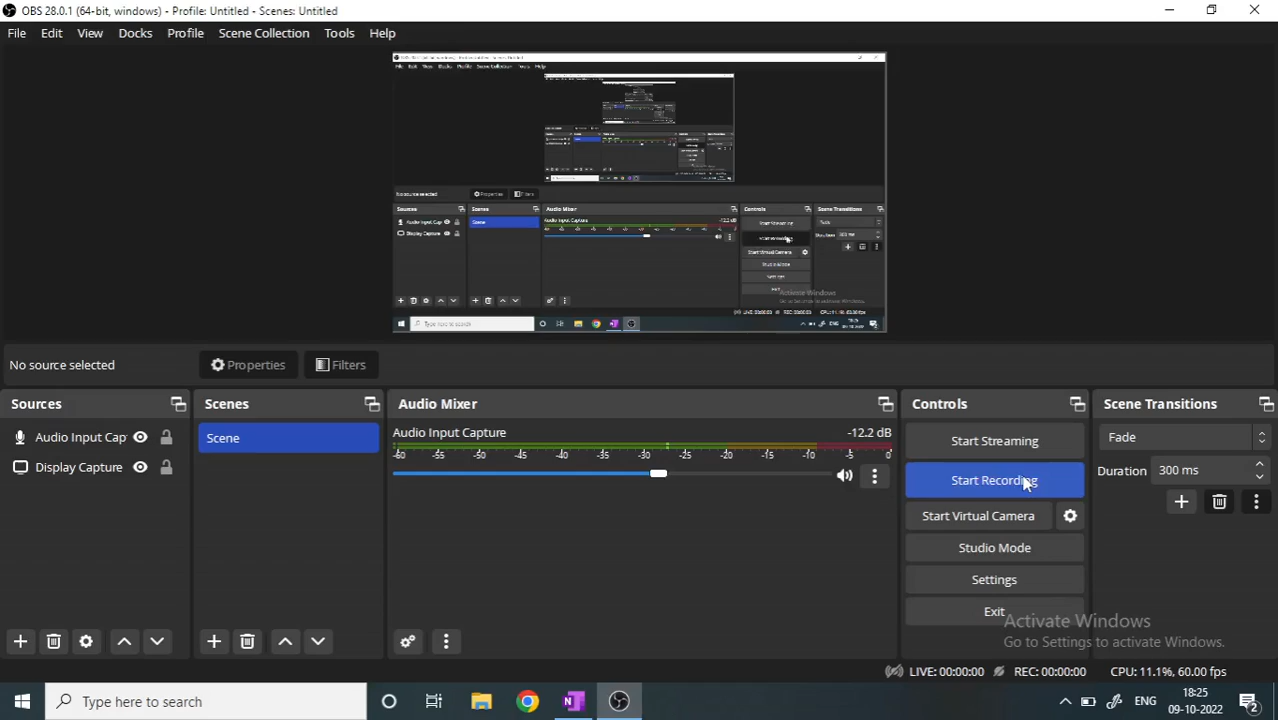 OBS 28.0.1 (64-bit, windows) - Profile: Untitled - Scenes: Untitled
File Edit View Docks Profile Scene Collection Tools Help
No source selected Properties Filters
Sources
Audio Input Cap
Display Capture
Scenes
Scene
Audio Mixer
Audio Input Capture -12.2 dB
-60 -55 -50 -45 -40 -35 -30 -25 -20 -15 -10 -5 0
Controls
Start Streaming
Start Recording
Start Virtual Camera
Studio Mode
Settings
Exit
Scene Transitions
Fade
Duration 300 ms
Activate Windows
Go to Settings to activate Windows.
LIVE: 00:00:00 REC: 00:00:00 CPU: 11.1%, 60.00 fps
Type here to search
ENG
18:25
09-10-2022
2